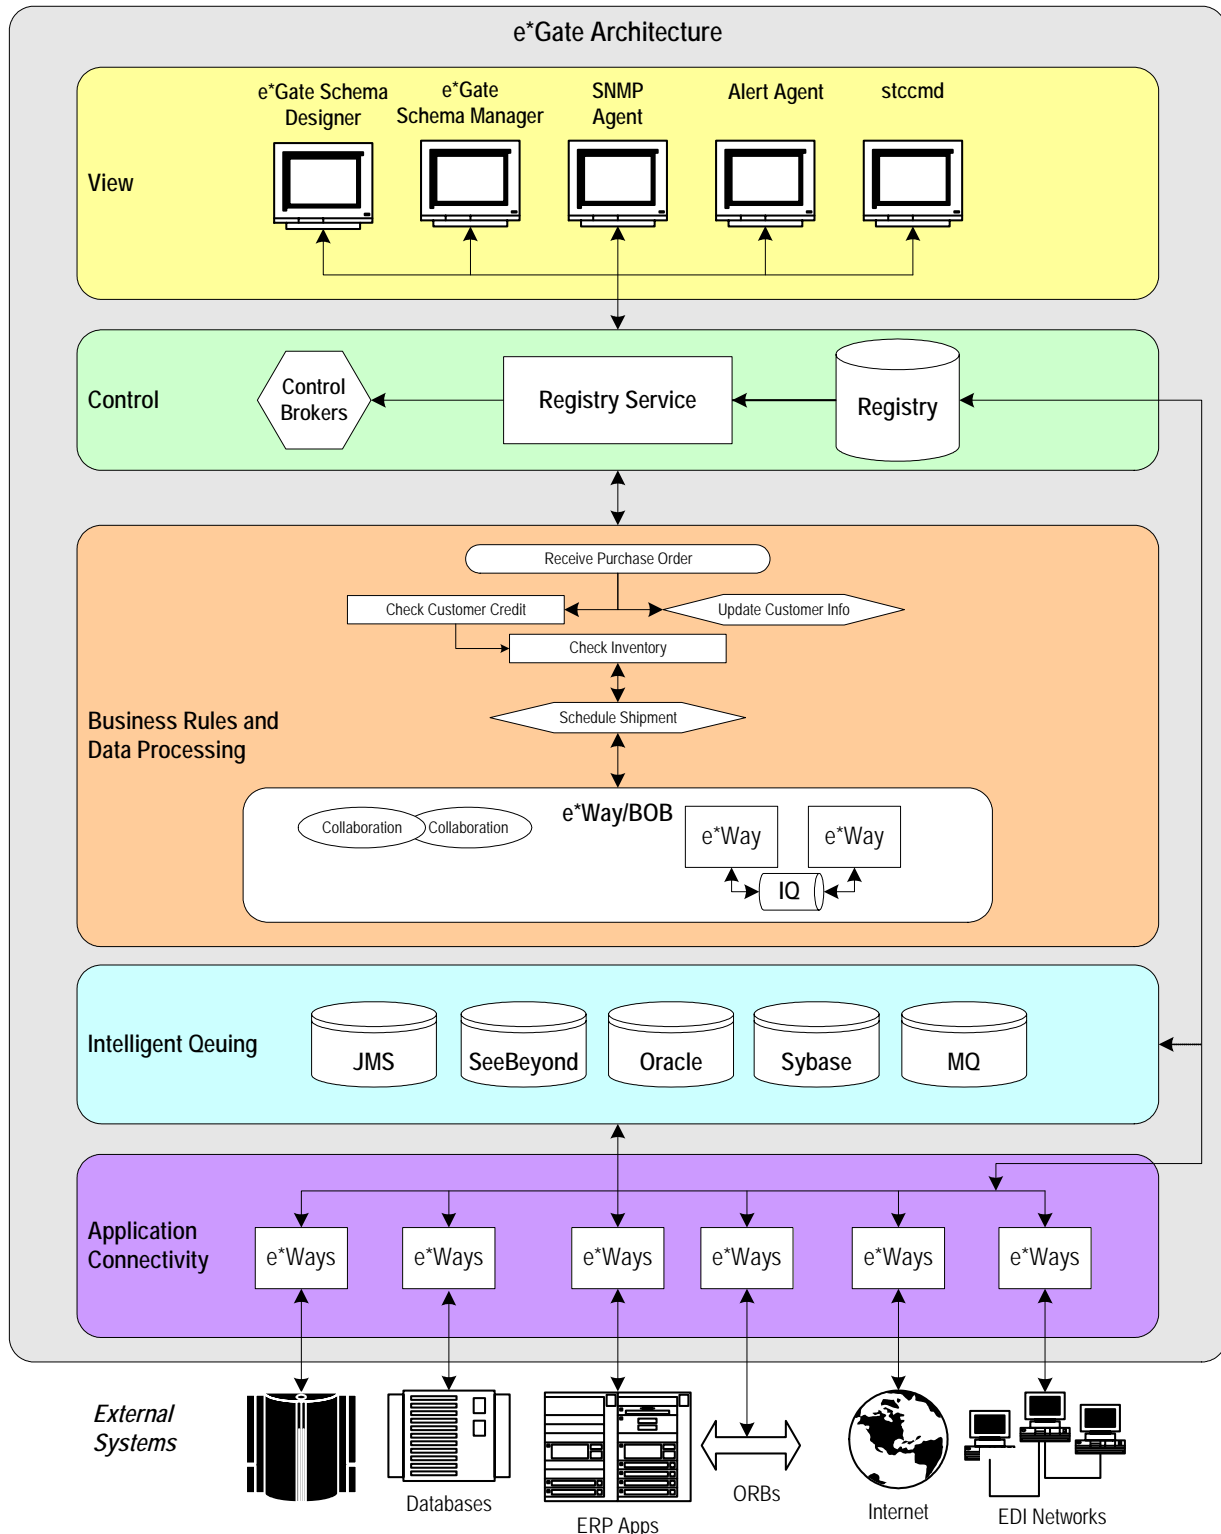 e*Gate Architecture
e*Gate Schema
Designer
e*Gate
Schema Manager
SNMP
Agent
Alert Agent
stccmd
View
Control
Control
Brokers
Registry Service
Registry
Receive Purchase Order
Check Customer Credit
Update Customer Info
Check Inventory
Schedule Shipment
Business Rules and
Data Processing
e*Way/BOB
Collaboration
Collaboration
e*Way
e*Way
IQ
Intelligent Qeuing
JMS
SeeBeyond
Oracle
Sybase
MQ
Application
Connectivity
e*Ways
e*Ways
e*Ways
e*Ways
e*Ways
e*Ways
External
Systems
Databases
ERP Apps
ORBs
Internet
EDI Networks